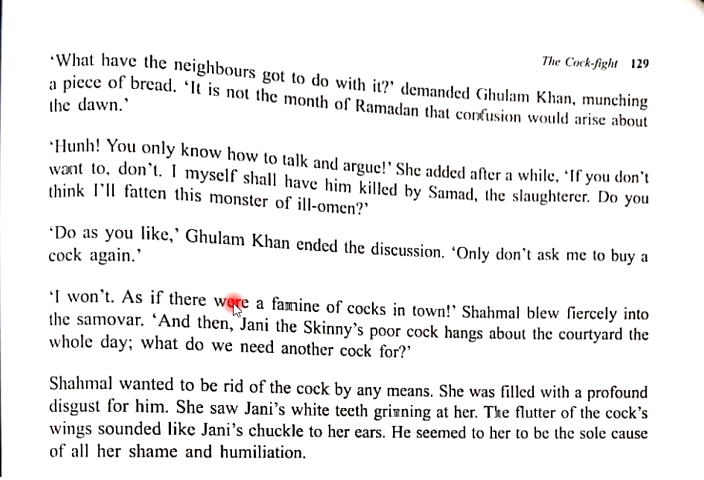 The Cock-fight 129
‘What have the neighbours got to do with it?’ demanded Ghulam Khan, munching
a piece of bread. ‘It is not the month of Ramadan that confusion would arise about
the dawn.’
‘Hunh! You only know how to talk and argue!’ She added after a while, ‘If you don’t
want to, don’t. I myself shall have him killed by Samad, the slaughterer. Do you
think I’ll fatten this monster of ill-omen?’
‘Do as you like,’ Ghulam Khan ended the discussion. ‘Only don’t ask me to buy a
cock again.’
‘I won’t. As if there were a famine of cocks in town!’ Shahmal blew fiercely into
the samovar. ‘And then, Jani the Skinny’s poor cock hangs about the courtyard the
whole day; what do we need another cock for?’
Shahmal wanted to be rid of the cock by any means. She was filled with a profound
disgust for him. She saw Jani’s white teeth grinning at her. The flutter of the cock’s
wings sounded like Jani’s chuckle to her ears. He seemed to her to be the sole cause
of all her shame and humiliation.